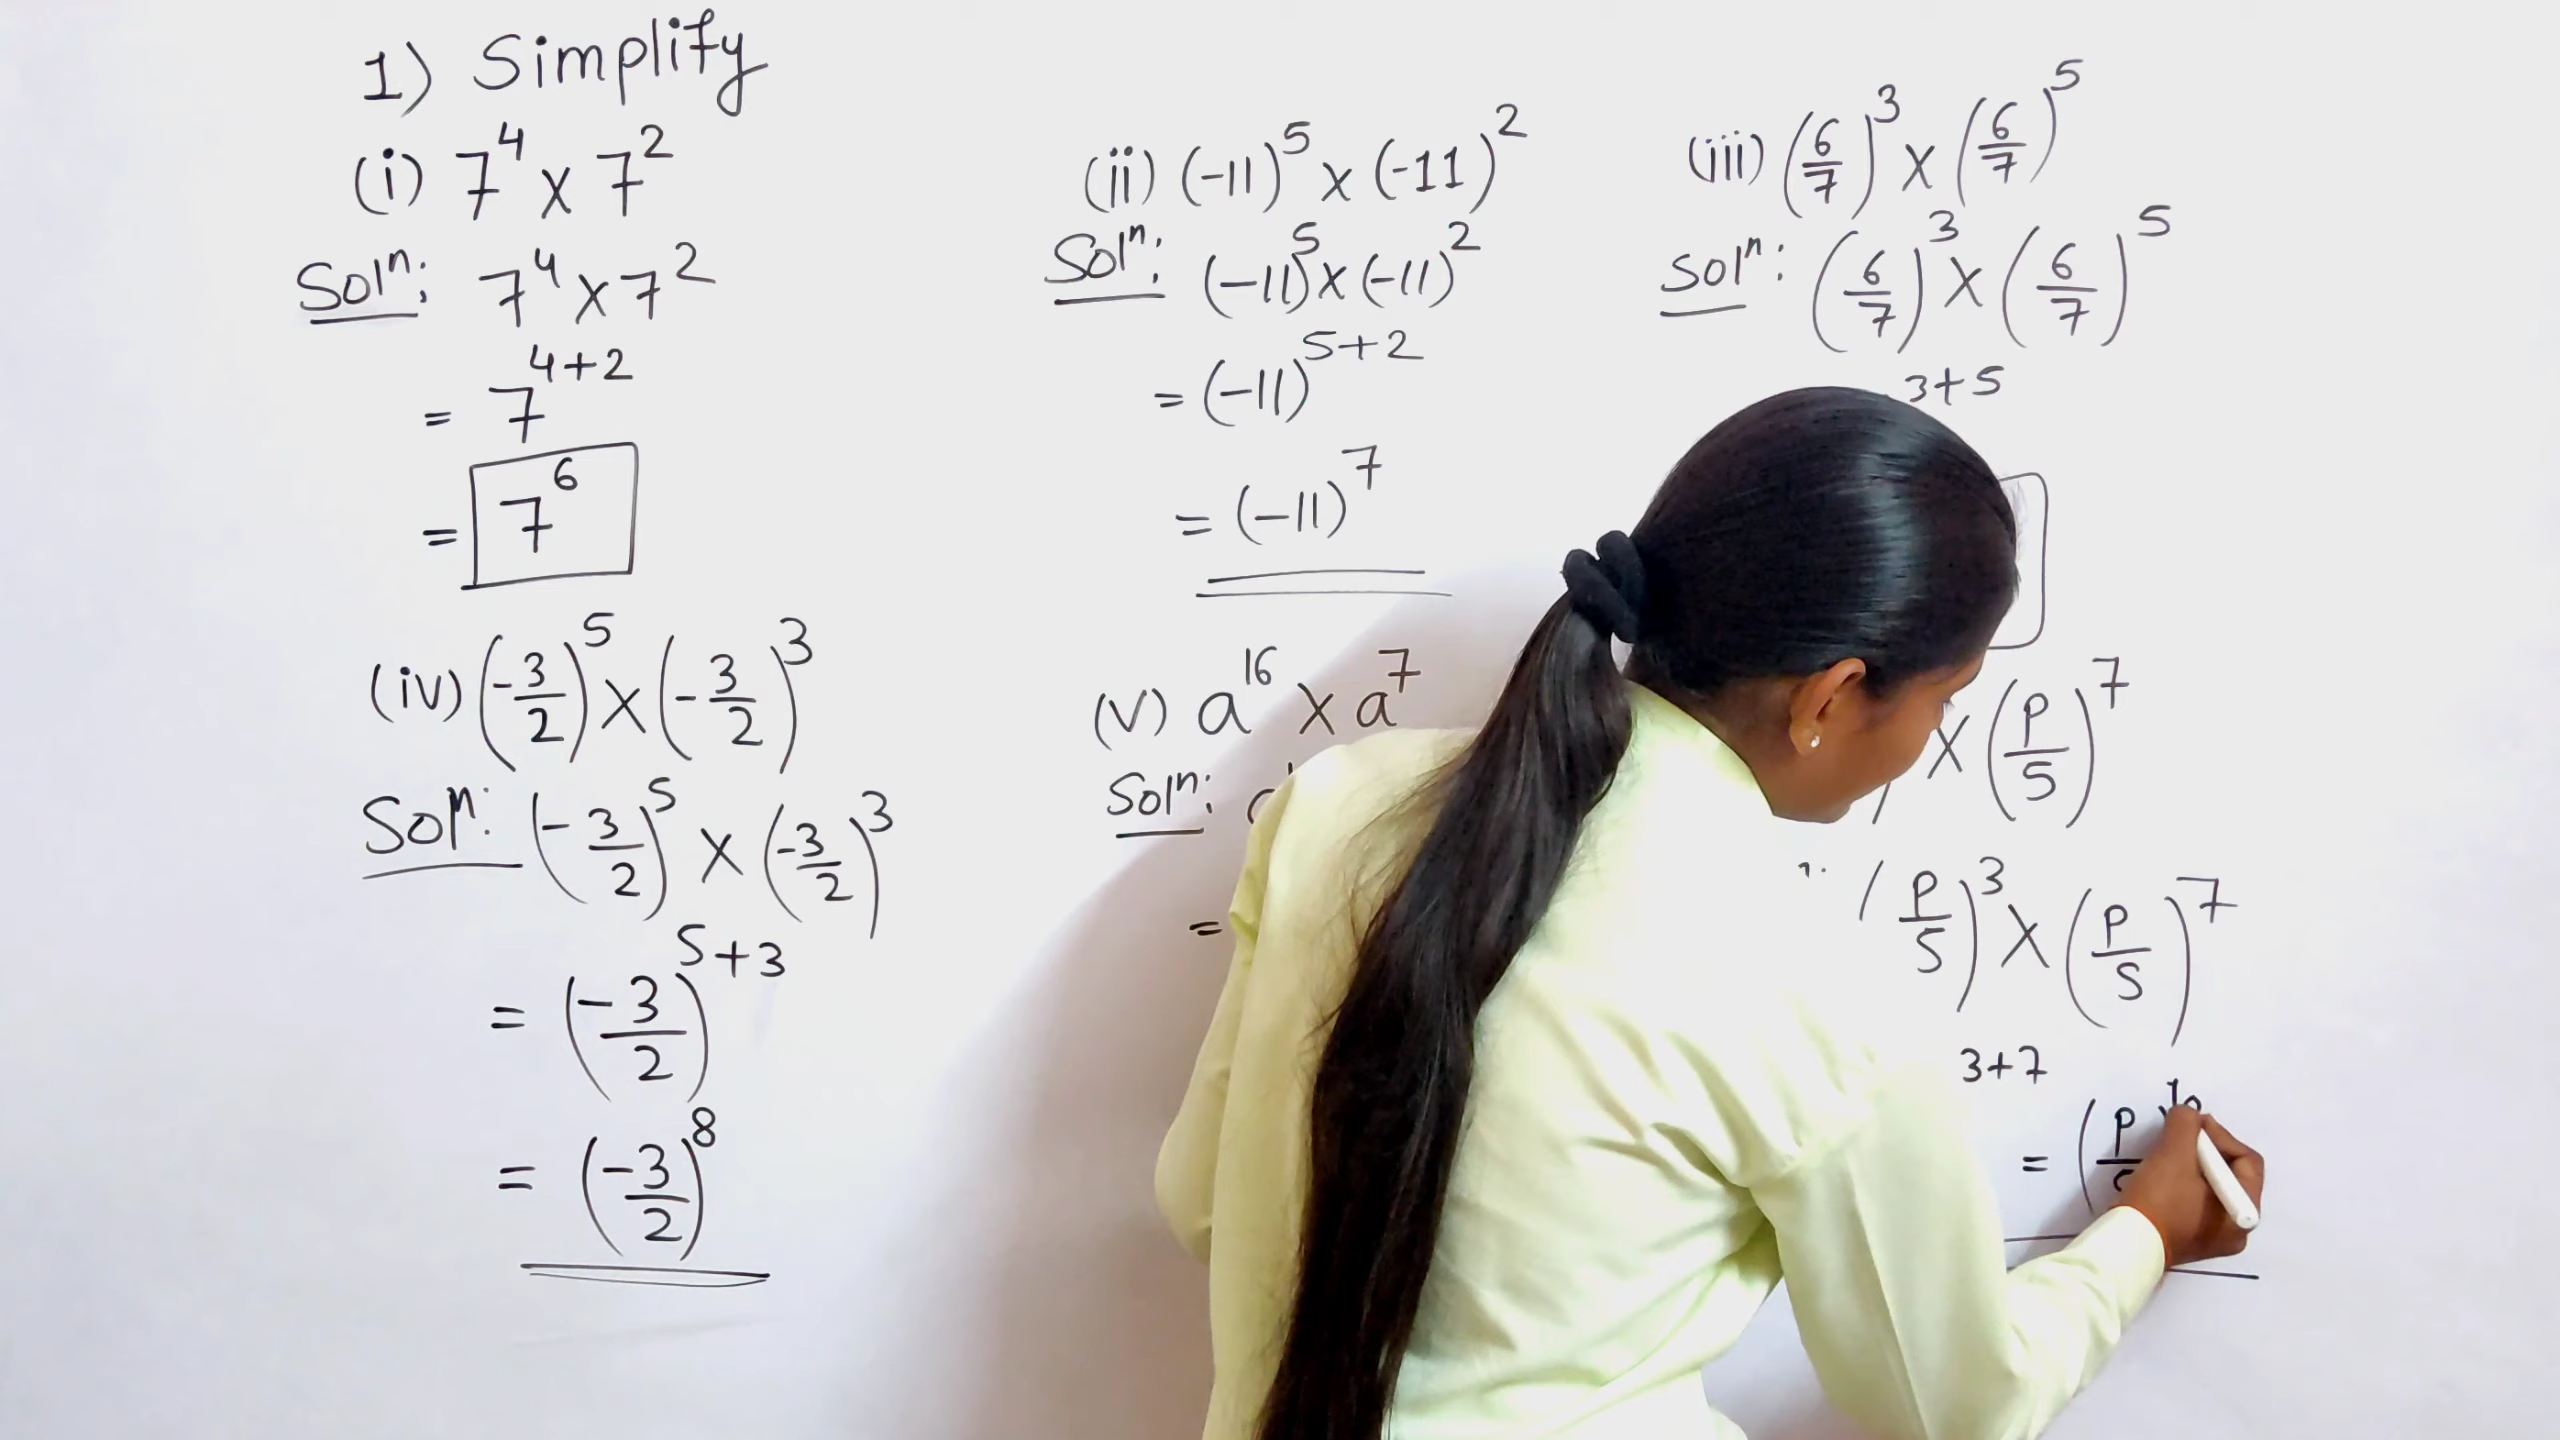 1) Simplify
(i) 7⁴ × 7²
Solⁿ: 7⁴ × 7²
= 7⁴⁺²
= 7⁶
(ii) (-11)⁵ × (-11)²
Solⁿ: (-11)⁵ × (-11)²
= (-11)⁵⁺²
= (-11)⁷
(iii) (6/7)³ × (6/7)⁵
Solⁿ: (6/7)³ × (6/7)⁵
3+5
(iv) (-3/2)⁵ × (-3/2)³
Solⁿ: (-3/2)⁵ × (-3/2)³
= (-3/2)⁵⁺³
= (-3/2)⁸
(v) a¹⁶ × a⁷
Solⁿ:
=
× (P/5)⁷
(P/5)³ × (P/5)⁷
3+7
= (P